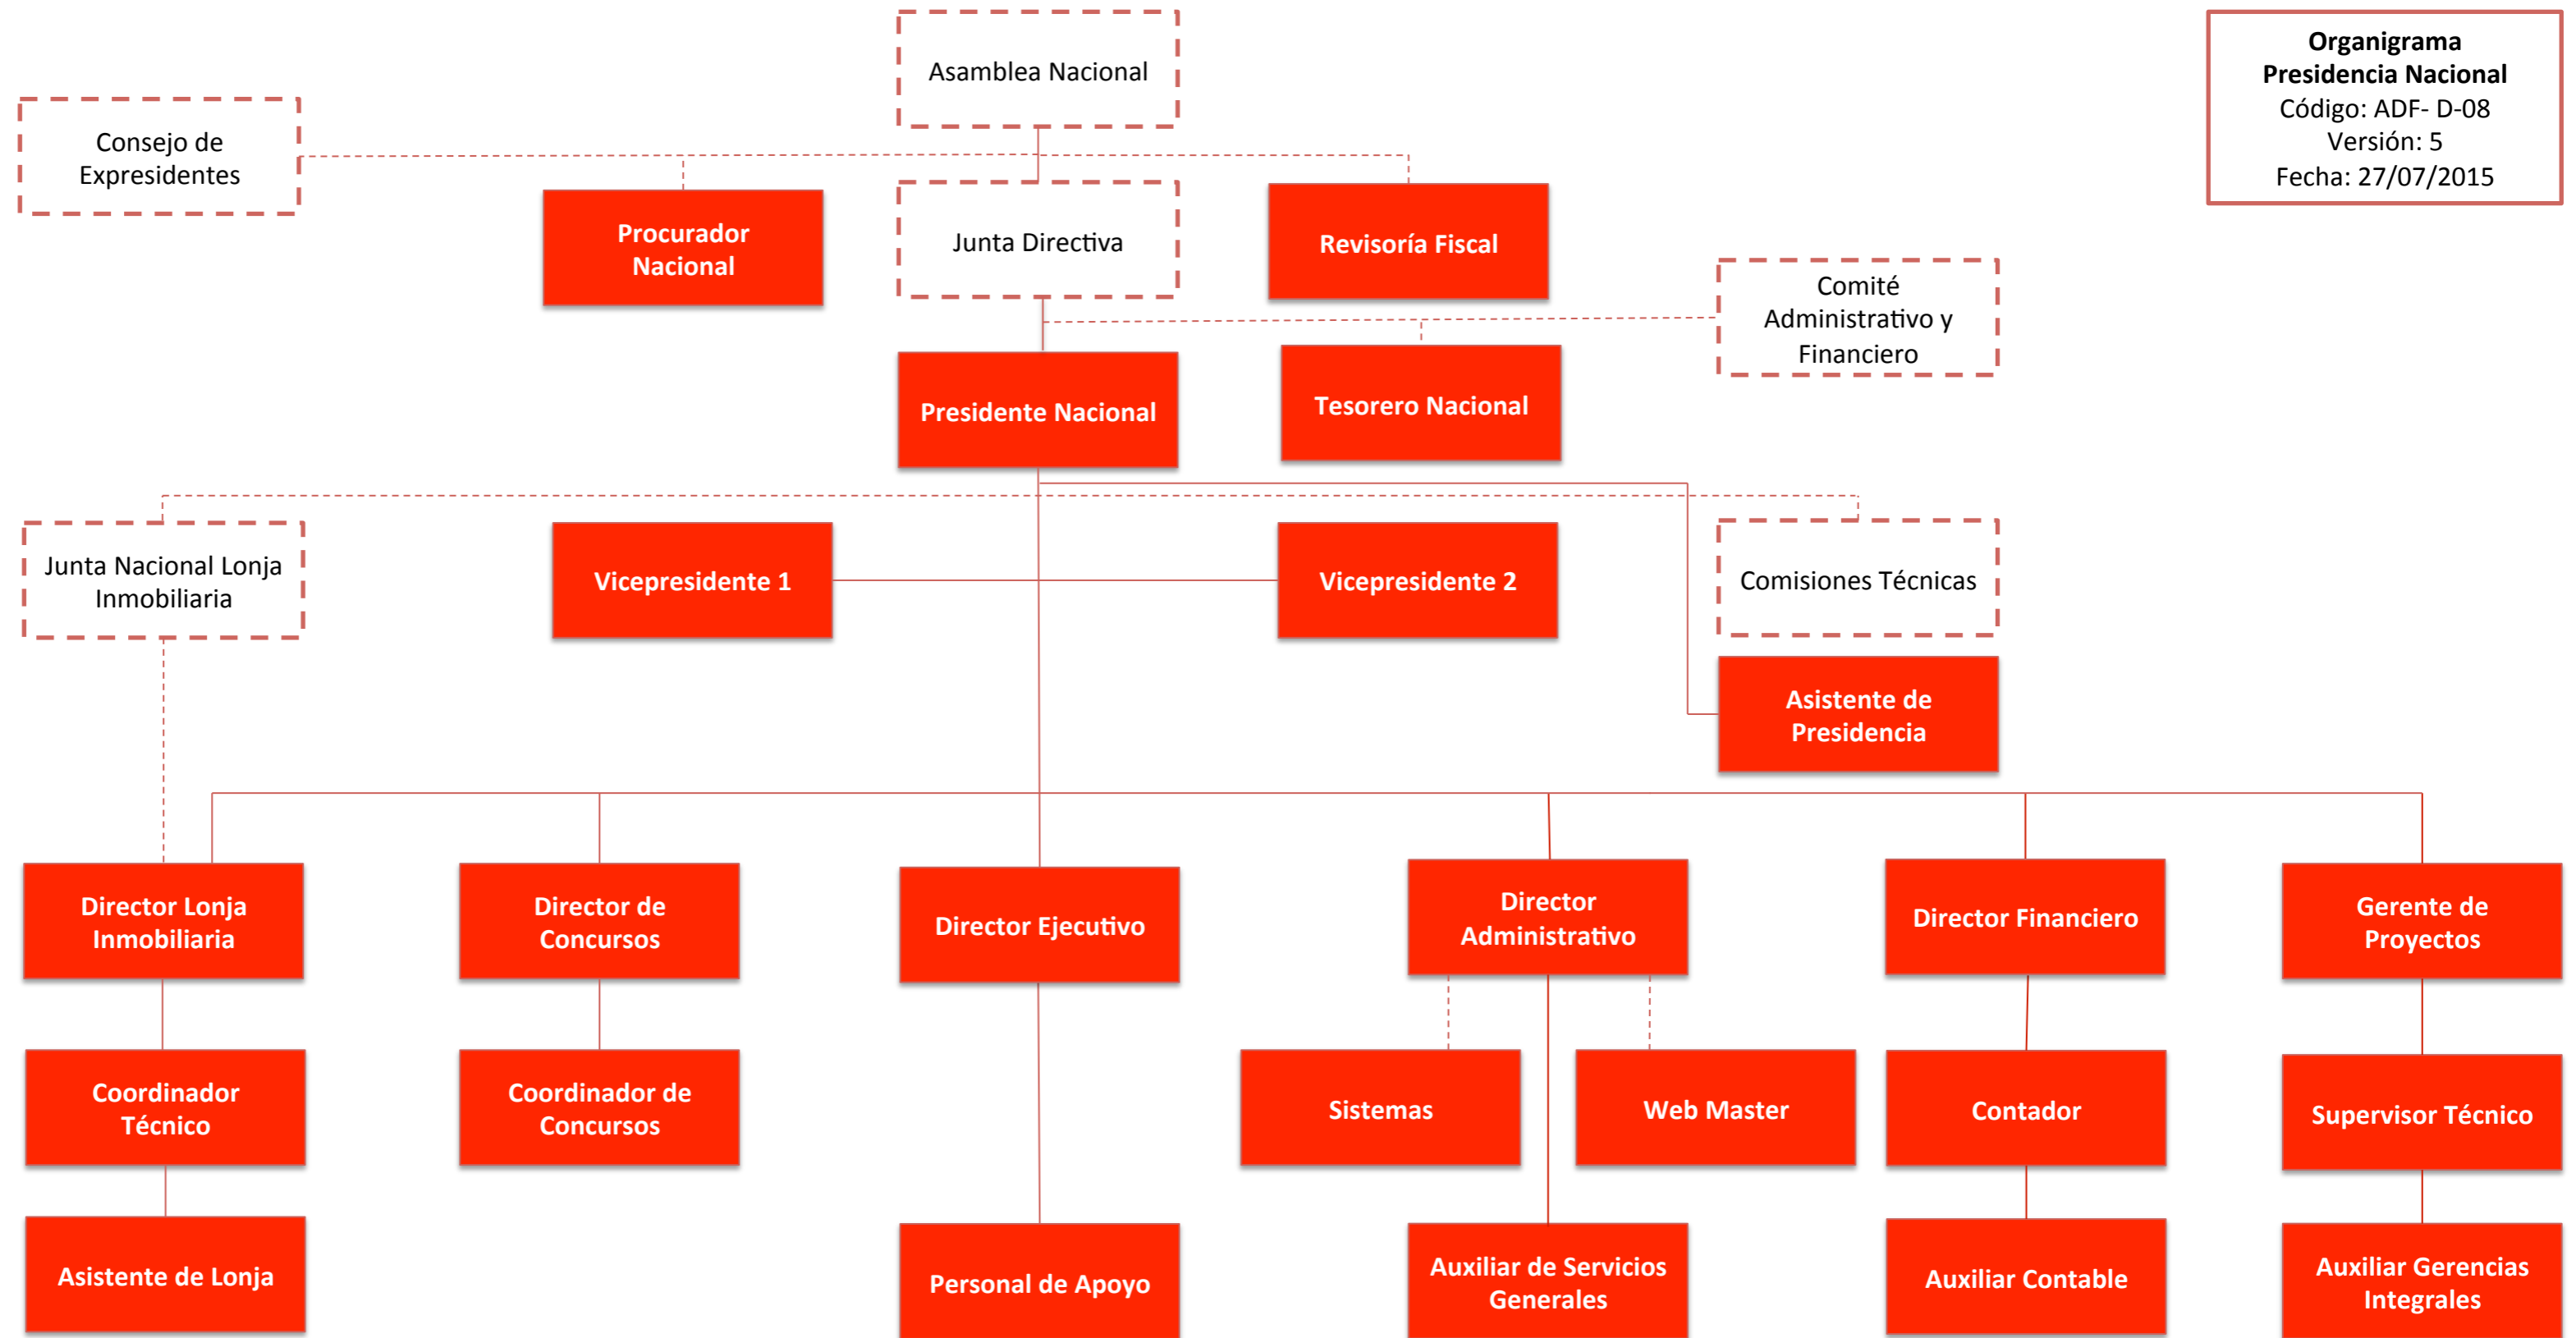 Asamblea Nacional
Organigrama
Presidencia Nacional
Código: ADF- D-08
Versión: 5
Fecha: 27/07/2015
Consejo de
Expresidentes
Procurador
Nacional
Junta Directiva
Revisoría Fiscal
Comité
Administrativo y
Financiero
Presidente Nacional
Tesorero Nacional
Junta Nacional Lonja
Inmobiliaria
Vicepresidente 1
Vicepresidente 2
Comisiones Técnicas
Asistente de
Presidencia
Director Lonja
Inmobiliaria
Director de
Concursos
Director Ejecutivo
Director
Administrativo
Director Financiero
Gerente de
Proyectos
Coordinador
Técnico
Coordinador de
Concursos
Sistemas
Web Master
Contador
Supervisor Técnico
Asistente de Lonja
Personal de Apoyo
Auxiliar de Servicios
Generales
Auxiliar Contable
Auxiliar Gerencias
Integrales